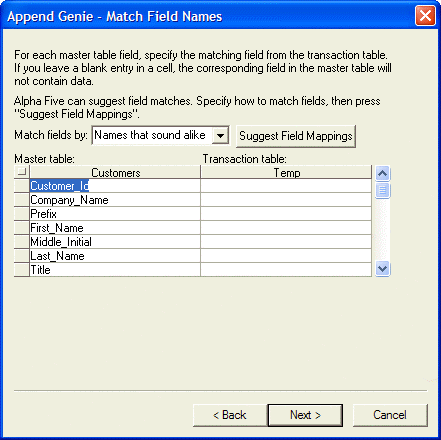 Append Genie - Match Field Names
For each master table field, specify the matching field from the transaction table.
If you leave a blank entry in a cell, the corresponding field in the master table will
not contain data.
Alpha Five can suggest field matches. Specify how to match fields, then press
"Suggest Field Mappings".
Match fields by: Names that sound alike Suggest Field Mappings
Master table: Transaction table:
Customers Temp
Customer_Id
Company_Name
Prefix
First_Name
Middle_Initial
Last_Name
Title
< Back Next > Cancel